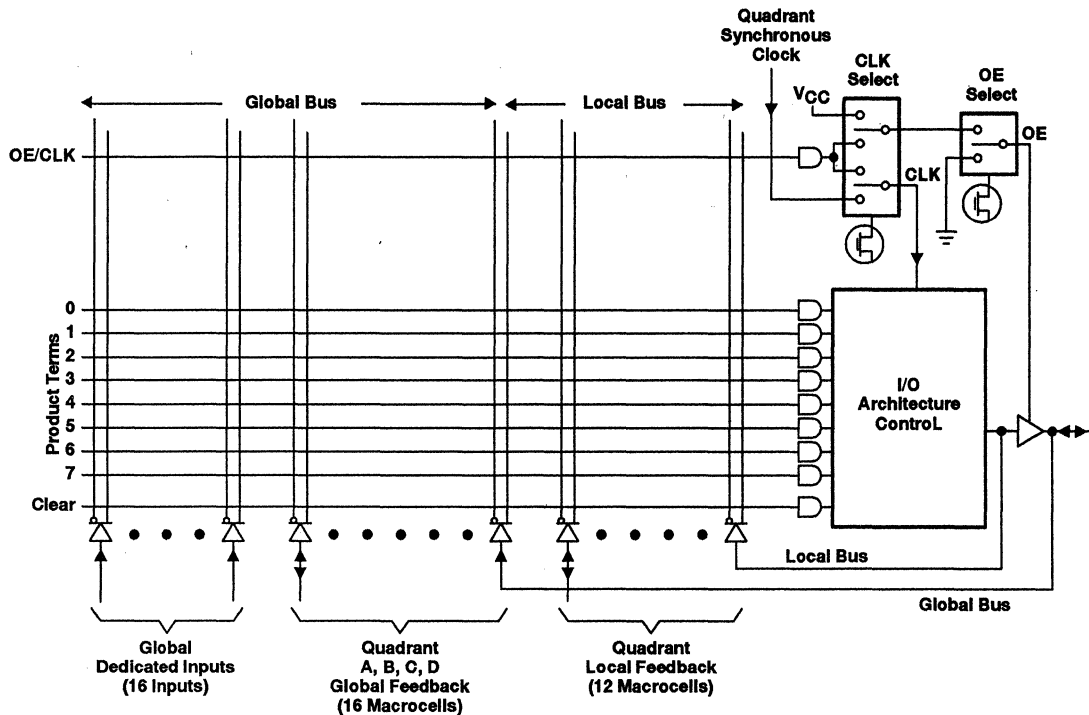 Quadrant
Synchronous
Clock
CLK
Select
OE
Select
Global Bus
Local Bus
VCC
OE
OE/CLK
CLK
Product Terms
0
1
2
3
4
5
6
7
Clear
I/O
Architecture
ControL
Local Bus
Global Bus
Global
Dedicated Inputs
(16 Inputs)
Quadrant
A, B, C, D
Global Feedback
(16 Macrocells)
Quadrant
Local Feedback
(12 Macrocells)